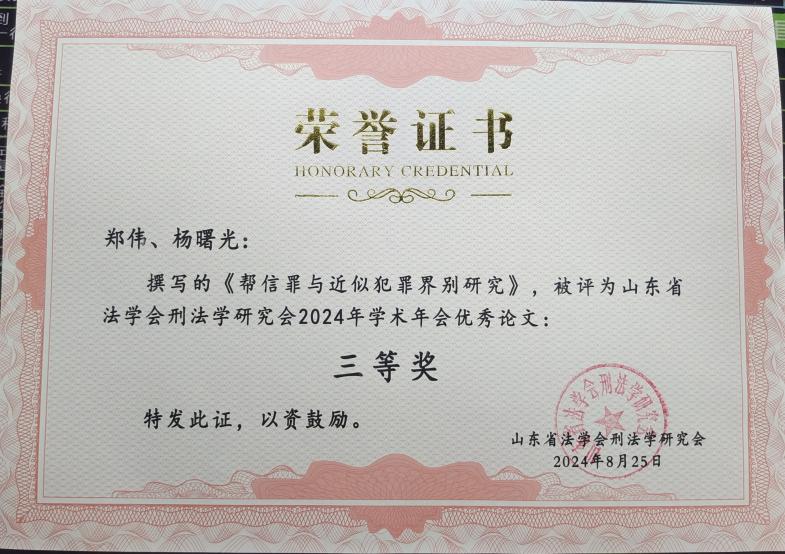 荣誉证书
HONORARY CREDENTIAL
郑伟、杨曙光：
撰写的《帮信罪与近似犯罪界别研究》，被评为山东省
法学会刑法学研究会2024年学术年会优秀论文：
三等奖
特发此证，以资鼓励。
山东省法学会刑法学研究会
2024年8月25日